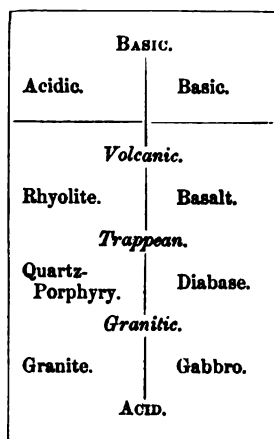 BASIC.
Acidic. Basic.
Volcanic.
Rhyolite. Basalt.
Trappean.
Quartz-
Porphyry. Diabase.
Granitic.
Granite. Gabbro.
ACID.